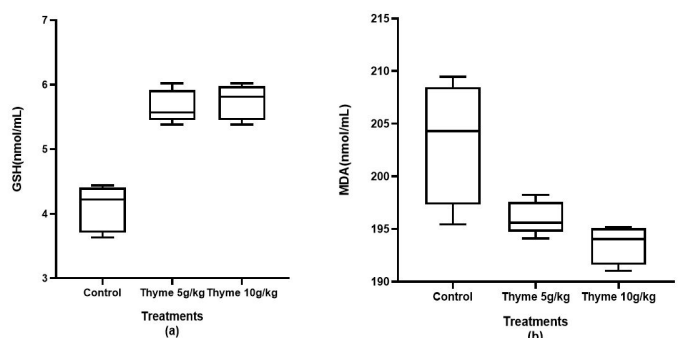 7
6
5
4
3
GSH(nmol/mL)
Control Thyme 5g/kg Thyme 10g/kg
Treatments
(a)
215
210
205
200
195
190
MDA(nmol/mL)
Control Thyme 5g/kg Thyme 10g/kg
Treatments
(b)